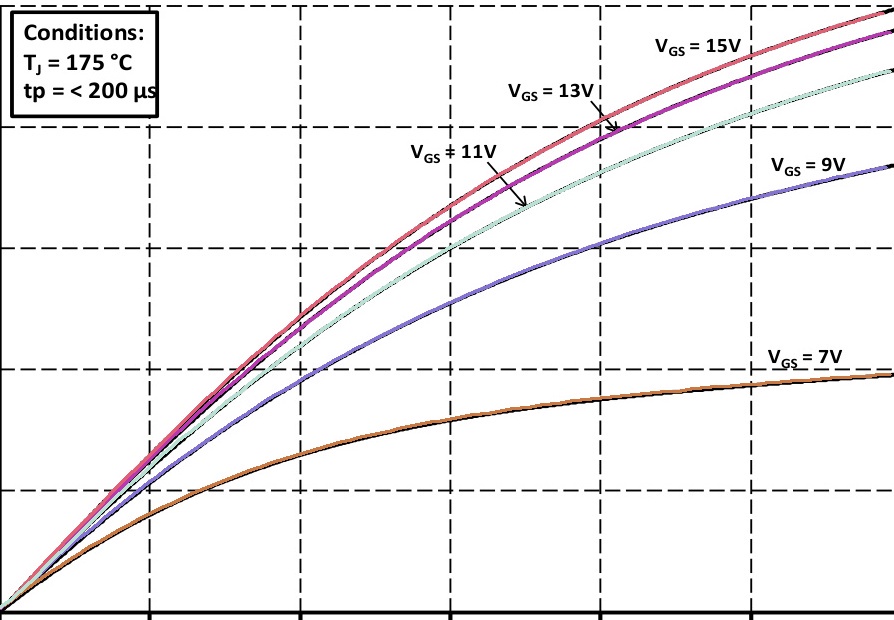 Conditions:
TJ = 175 °C
tp = < 200 µs
VGS = 15V
VGS = 13V
VGS = 11V
VGS = 9V
VGS = 7V